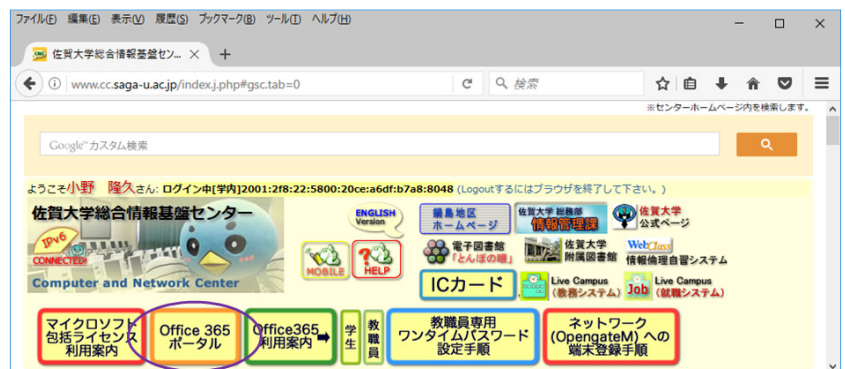 ファイル(F) 編集(E) 表示(V) 履歴(S) ブックマーク(B) ツール(T) ヘルプ(H)
佐賀大学総合情報基盤セン...
www.cc.saga-u.ac.jp/index.j.php#gsc.tab=0
検索
※センターホームページ内を検索します。
Google™カスタム検索
ようこそ小野 隆久さん: ログイン中[学内]2001:2f8:22:5800:20ce:a6df:b7a8:8048 (Logoutするにはブラウザを終了して下さい。)
佐賀大学総合情報基盤センター
IPv6
CONNECTED
Computer and Network Center
ENGLISH
Version
MOBILE
HELP
鍋島地区
ホームページ
佐賀大学 総務部
情報管理課
佐賀大学
公式ページ
電子図書館
「とんぼの眼」
佐賀大学
附属図書館
WebClass
情報倫理自習システム
ICカード
Live Campus
(教務システム)
Job
Live Campus
(就職システム)
マイクロソフト
包括ライセンス
利用案内
Office 365
ポータル
Office365
利用案内
学生
教職員
教職員専用
ワンタイムパスワード
設定手順
ネットワーク
(OpengateM) への
端末登録手順